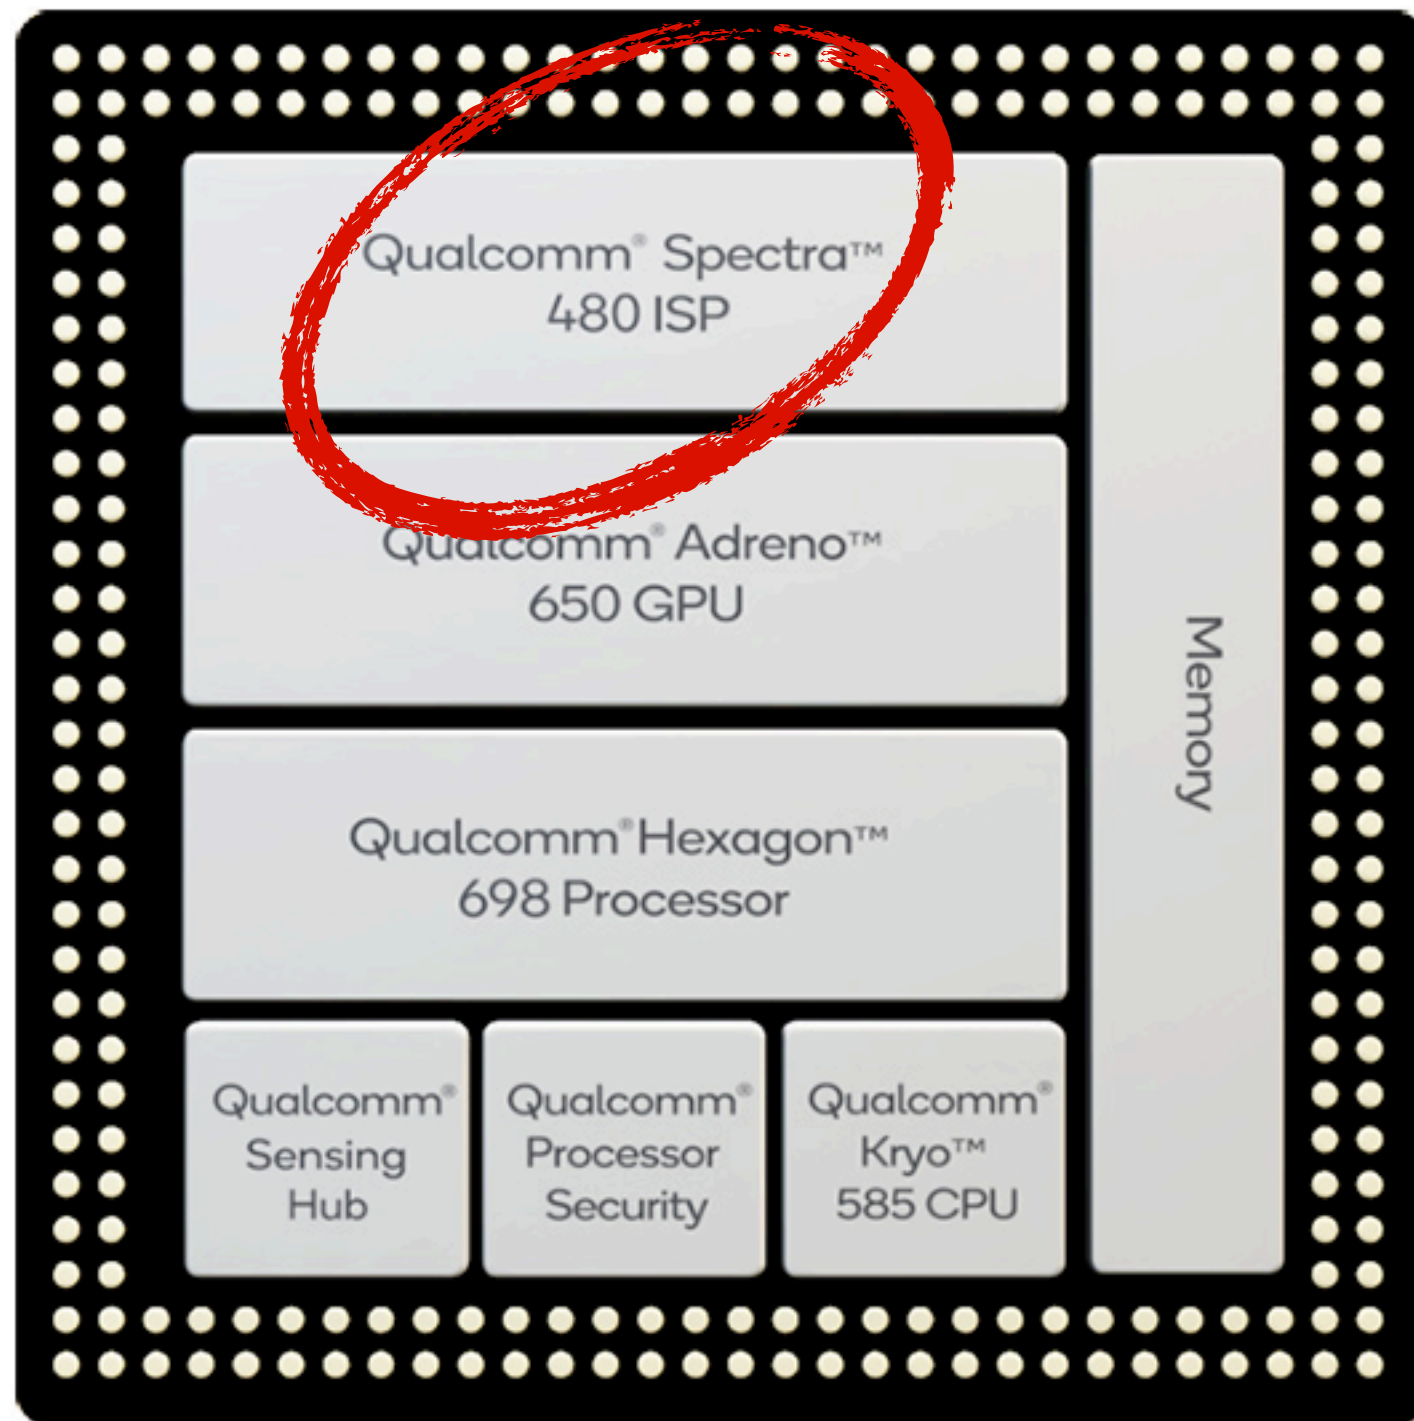 Qualcomm® Spectra™
480 ISP
Qualcomm® Adreno™
650 GPU
Qualcomm® Hexagon™
698 Processor
Qualcomm®
Sensing
Hub
Qualcomm®
Processor
Security
Qualcomm®
Kryo™
585 CPU
Memory